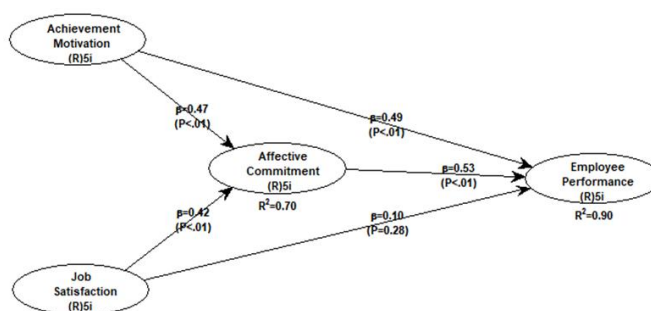 Achievement
Motivation
(R)5i
β=0.47
(P<.01)
β=0.49
(P<.01)
Affective
Commitment
(R)5i
R²=0.70
β=0.53
(P<.01)
Employee
Performance
(R)5i
R²=0.90
β=0.42
(P<.01)
β=0.10
(P=0.28)
Job
Satisfaction
(R)5i